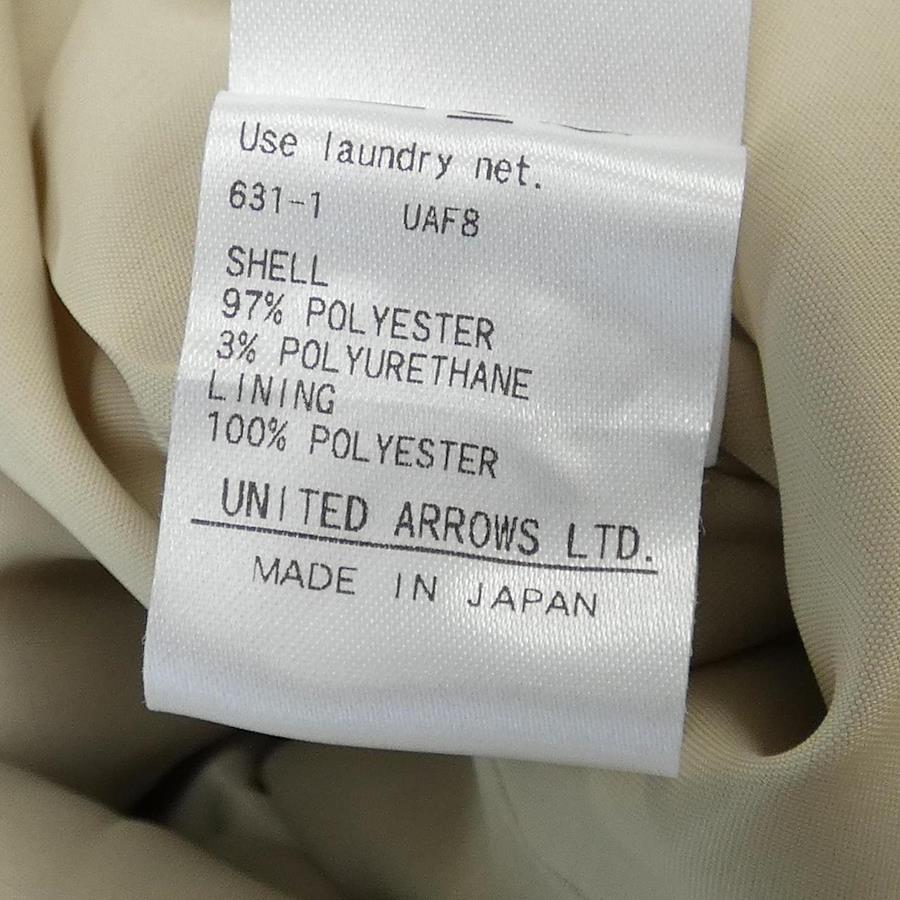 Use laundry net.
631-1 UAF8
SHELL
97% POLYESTER
3% POLYURETHANE
LINING
100% POLYESTER
UNITED ARROWS LTD.
MADE IN JAPAN